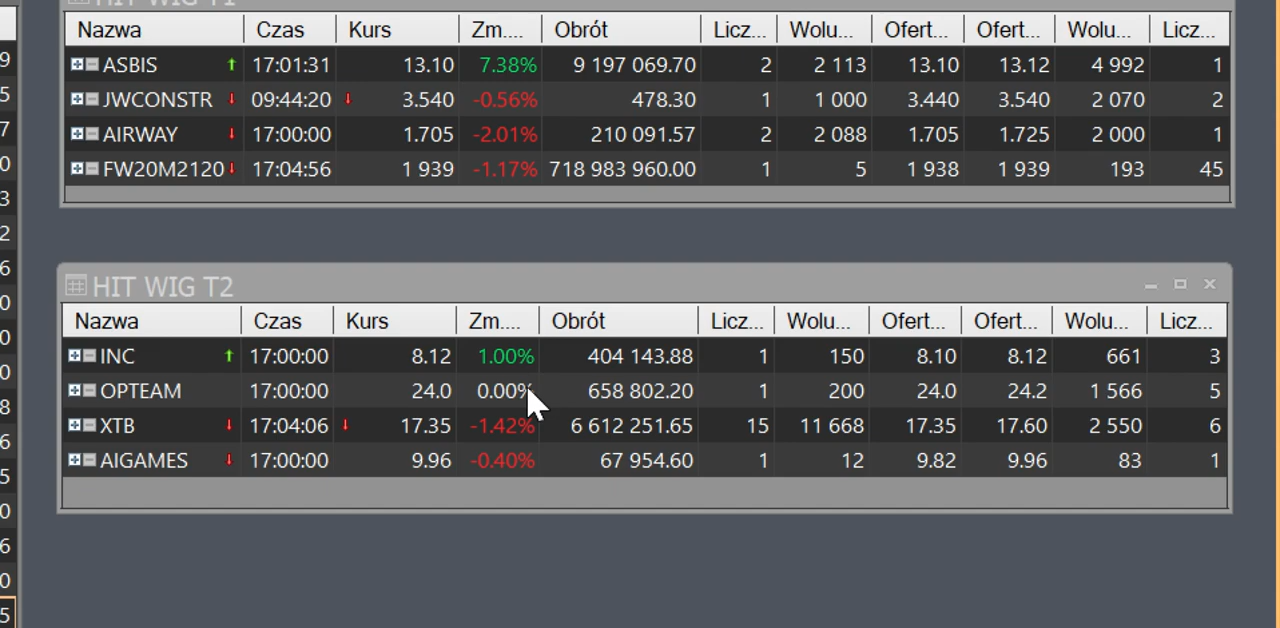 HIT WIG T1
Nazwa Czas Kurs Zm.... Obrót Licz... Wolu... Ofert... Ofert... Wolu... Licz...
ASBIS 17:01:31 13.10 7.38% 9 197 069.70 2 2 113 13.10 13.12 4 992 1
JWCONSTR 09:44:20 3.540 -0.56% 478.30 1 1 000 3.440 3.540 2 070 2
AIRWAY 17:00:00 1.705 -2.01% 210 091.57 2 2 088 1.705 1.725 2 000 1
FW20M2120 17:04:56 1 939 -1.17% 718 983 960.00 1 5 1 938 1 939 193 45
HIT WIG T2
Nazwa Czas Kurs Zm.... Obrót Licz... Wolu... Ofert... Ofert... Wolu... Licz...
INC 17:00:00 8.12 1.00% 404 143.88 1 150 8.10 8.12 661 3
OPTEAM 17:00:00 24.0 0.00% 658 802.20 1 200 24.0 24.2 1 566 5
XTB 17:04:06 17.35 -1.42% 6 612 251.65 15 11 668 17.35 17.60 2 550 6
AIGAMES 17:00:00 9.96 -0.40% 67 954.60 1 12 9.82 9.96 83 1